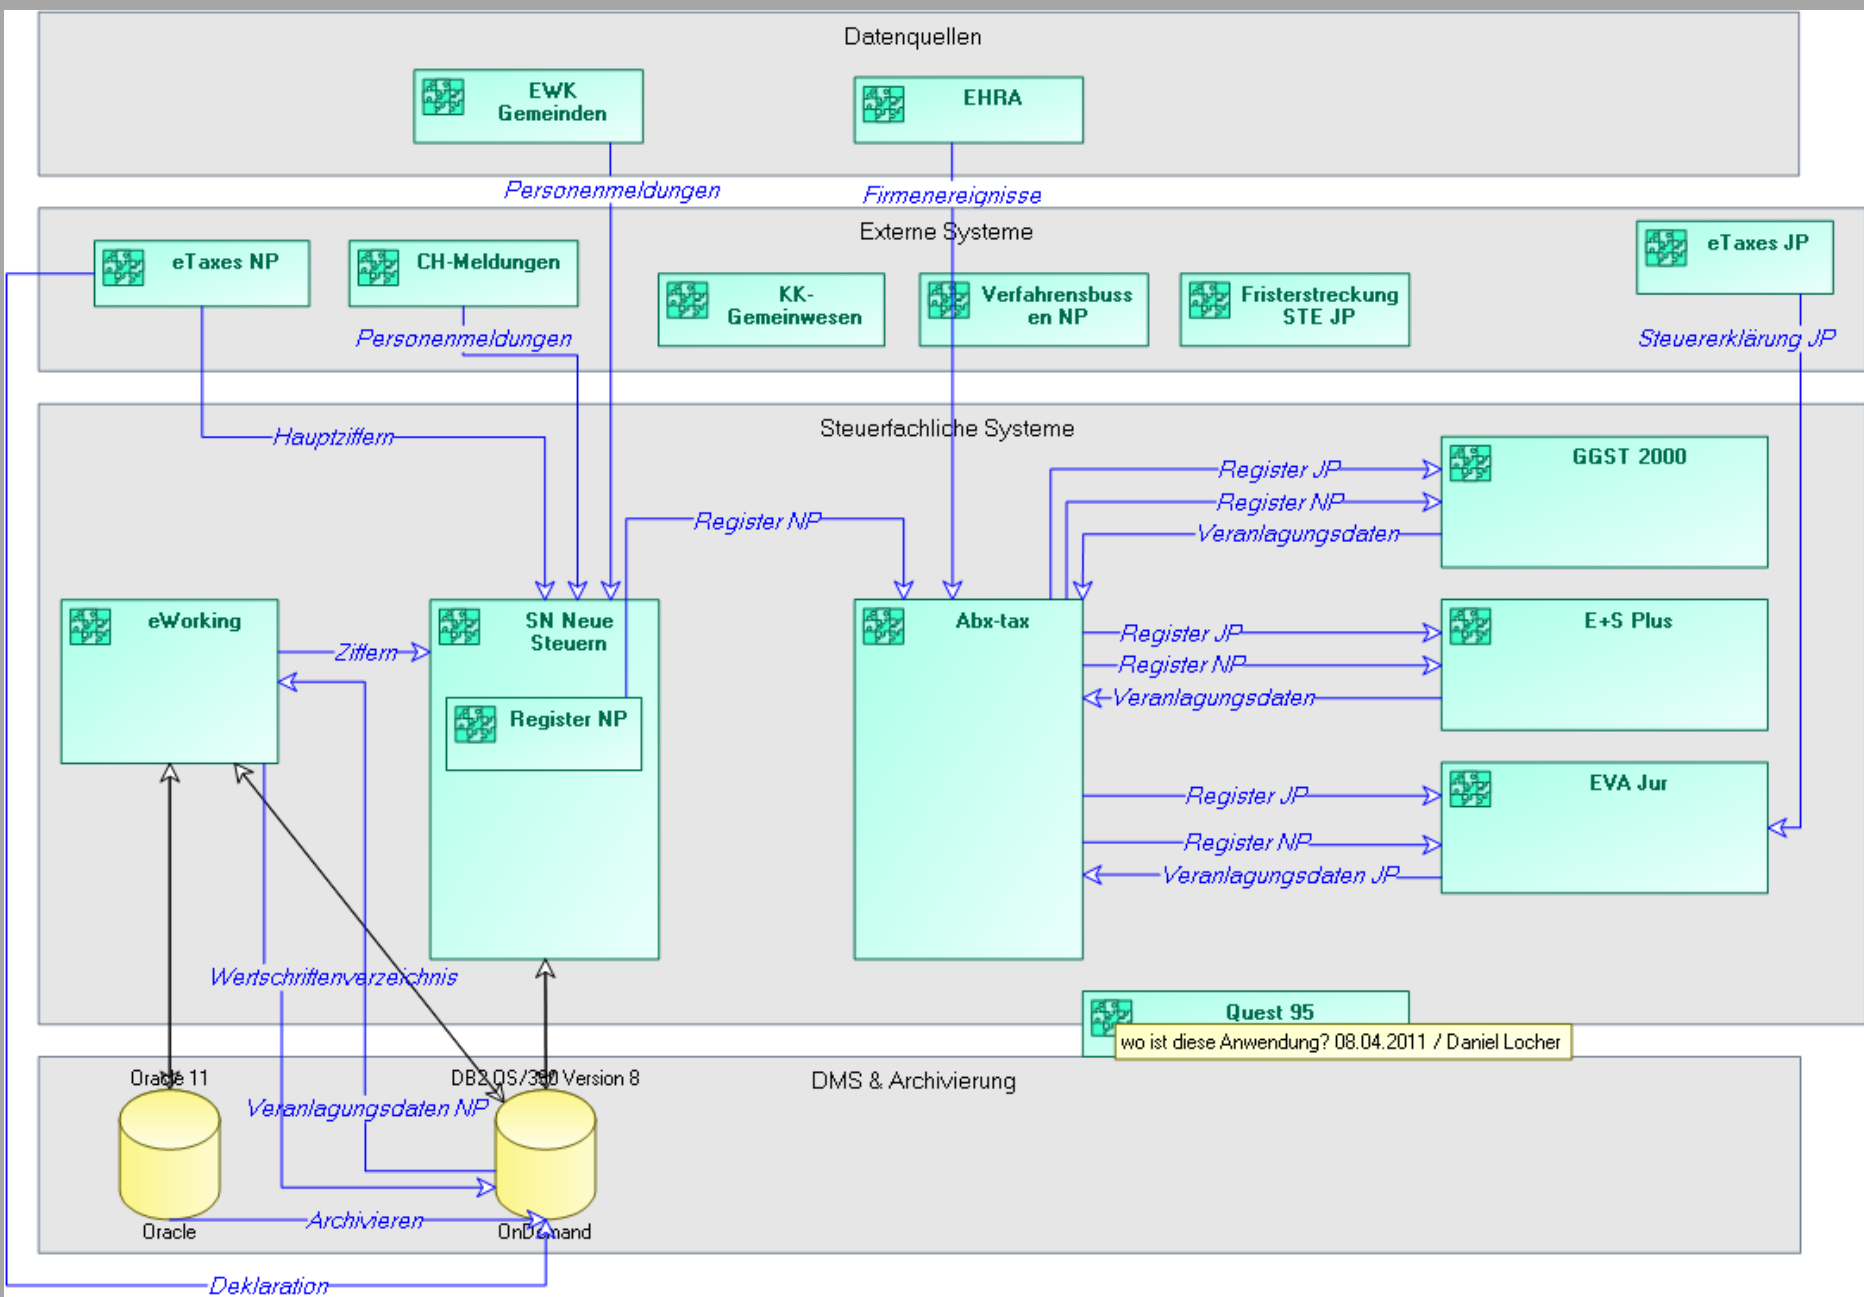 Datenquellen
EWK
Gemeinden
EHRA
Personenmeldungen
Firmenereignisse
Externe Systeme
eTaxes NP
CH-Meldungen
KK-
Gemeinwesen
Verfahrensbuss
en NP
Fristerstreckung
STE JP
eTaxes JP
Personenmeldungen
Steuererklärung JP
Steuerfachliche Systeme
Hauptziffern
Register NP
Register JP
Register NP
Veranlagungsdaten
GGST 2000
eWorking
Ziffern
SN Neue
Steuern
Register NP
Abx-tax
Register JP
Register NP
Veranlagungsdaten
E+S Plus
Register JP
Register NP
Veranlagungsdaten JP
EVA Jur
Wertschriftenverzeichnis
Quest 95
wo ist diese Anwendung? 08.04.2011 / Daniel Locher
DMS & Archivierung
Oracle 11
DB2 OS/390 Version 8
Veranlagungsdaten NP
Archivieren
Oracle
OnDemand
Deklaration